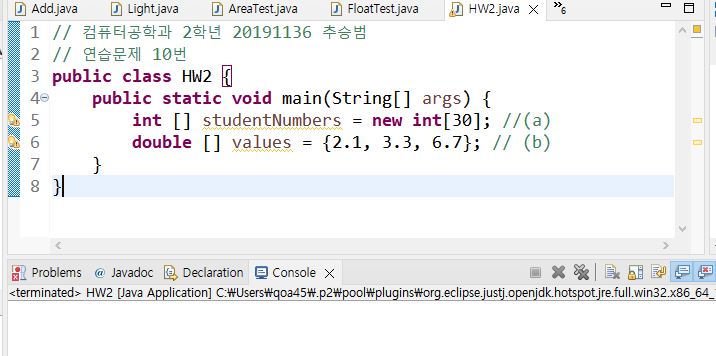 Add.java Light.java AreaTest.java FloatTest.java HW2.java 6
1 // 컴퓨터공학과 2학년 20191136 추승범
2 // 연습문제 10번
3 public class HW2 {
4 public static void main(String[] args) {
5 int [] studentNumbers = new int[30]; //(a)
6 double [] values = {2.1, 3.3, 6.7}; // (b)
7 }
8 }
Problems Javadoc Declaration Console
<terminated> HW2 [Java Application] C:₩Users₩qoa45₩.p2₩pool₩plugins₩org.eclipse.justj.openjdk.hotspot.jre.full.win32.x86_64_